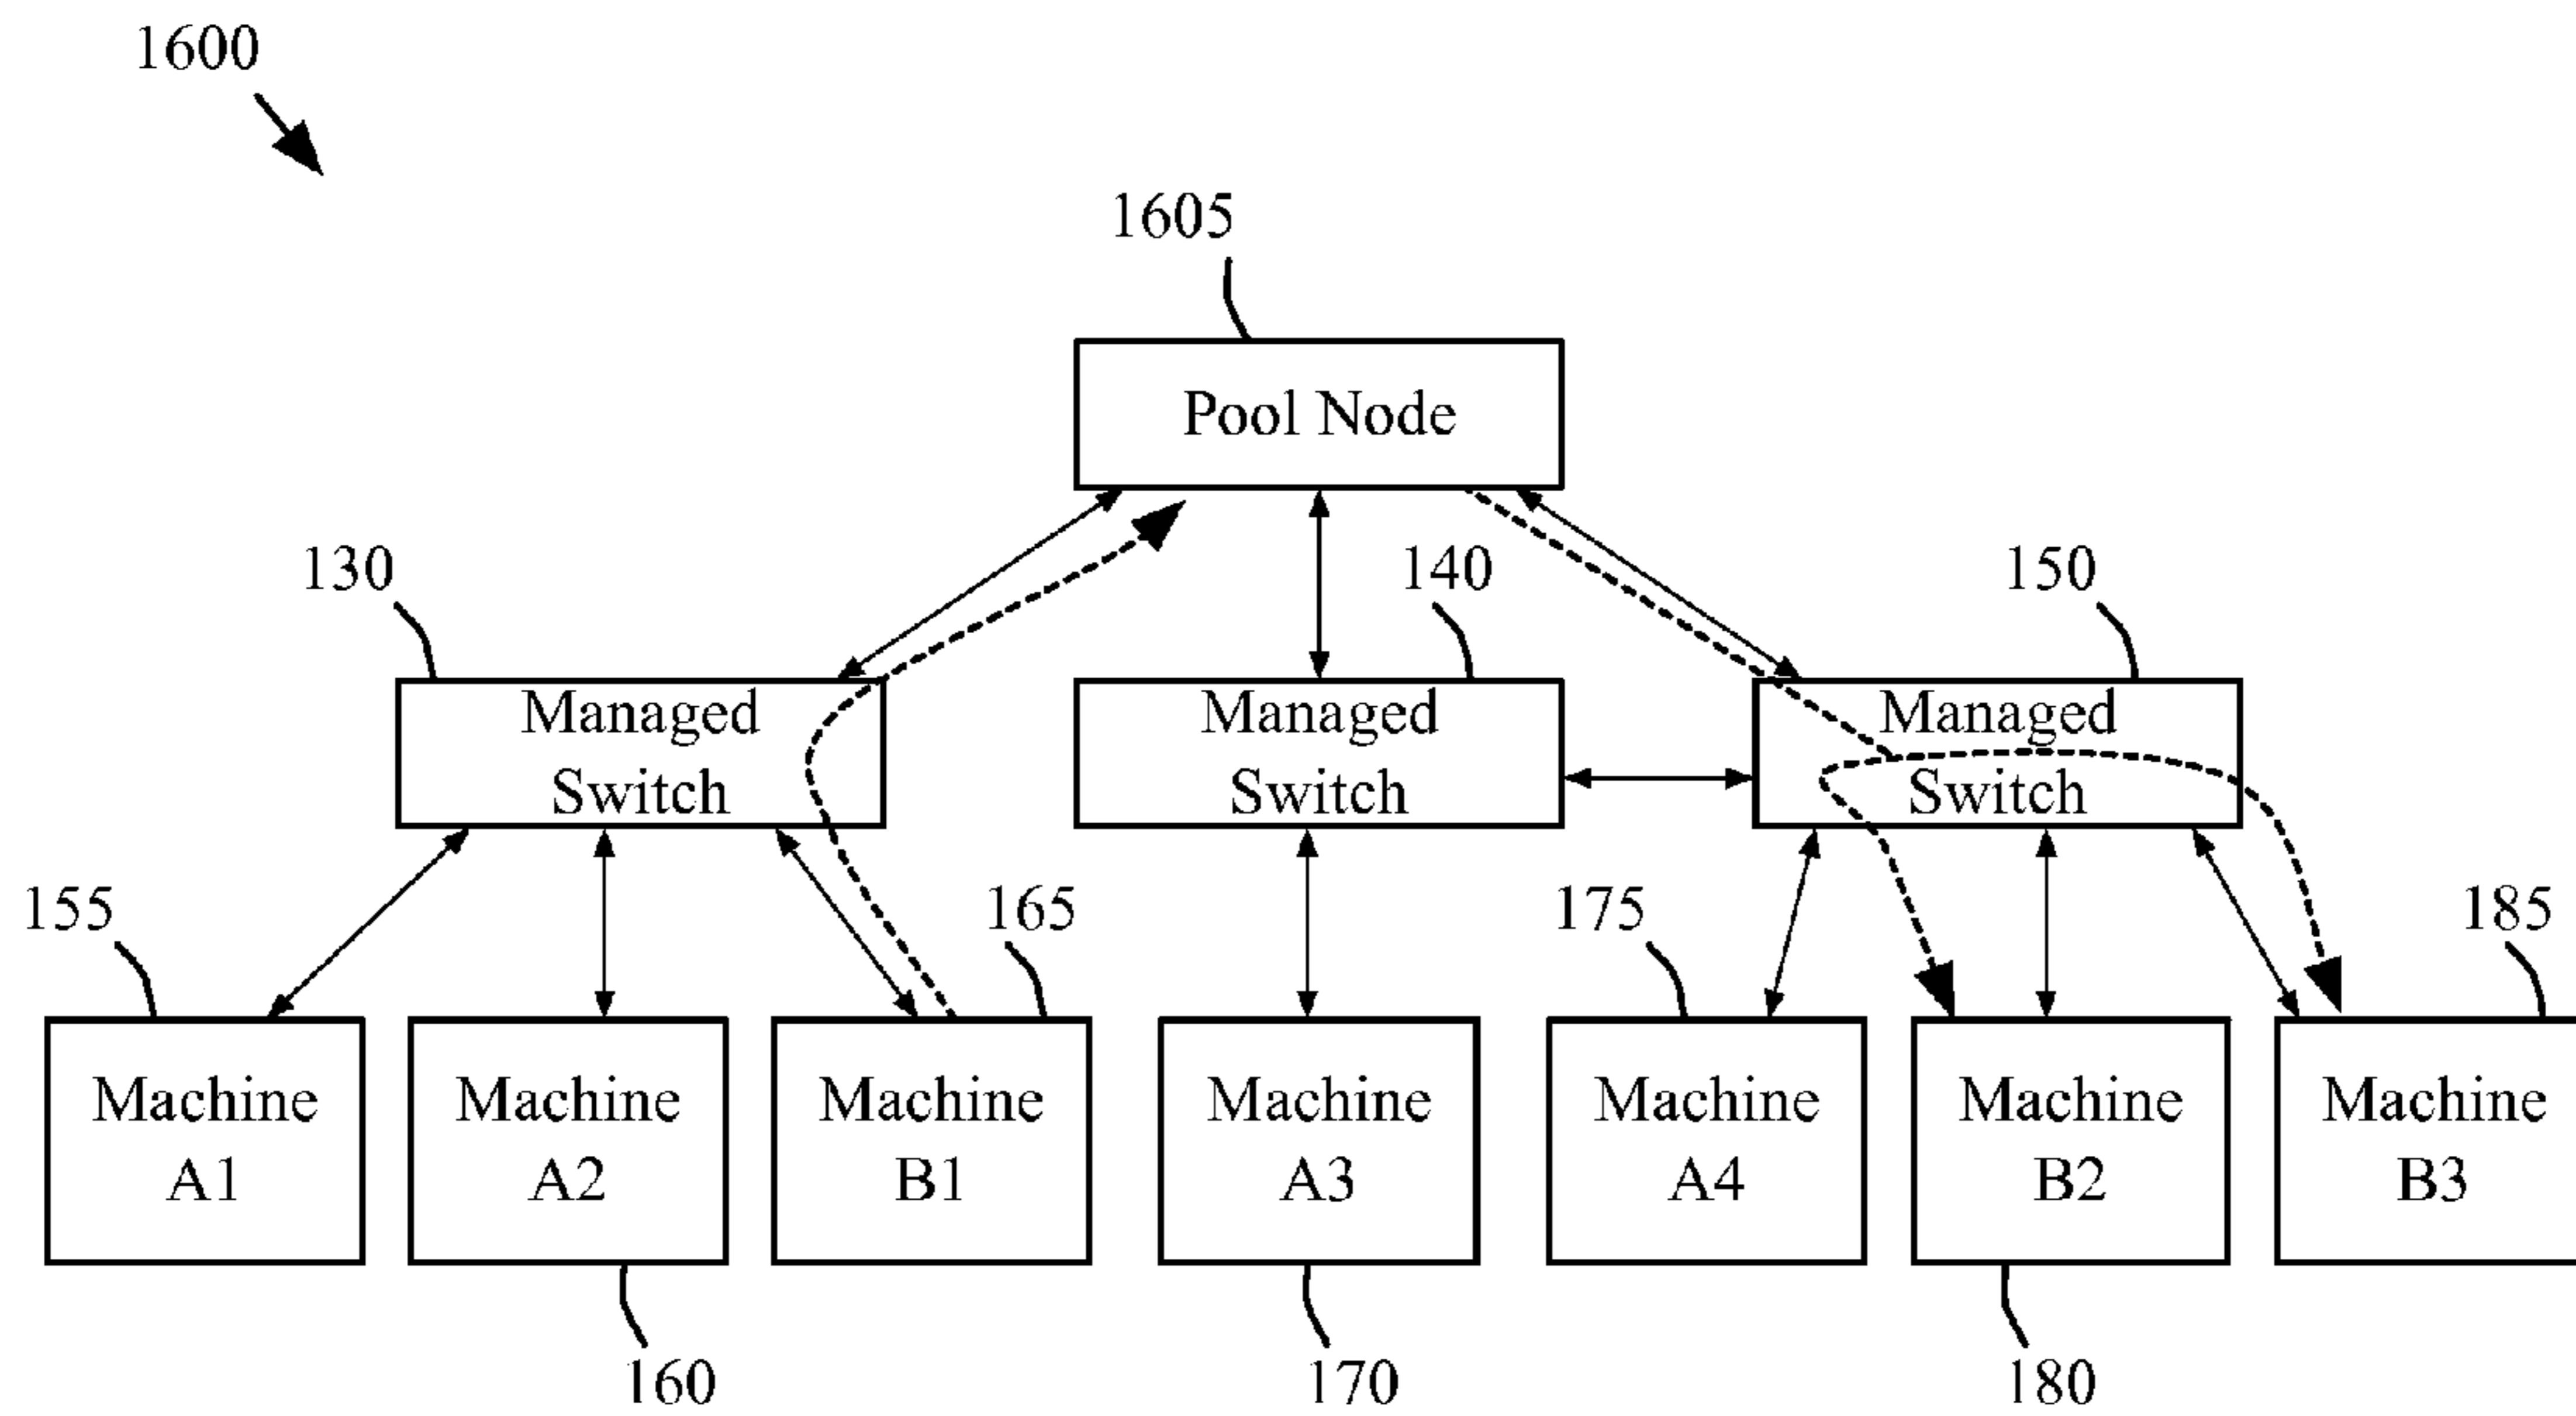 1600
1605
Pool Node
130
140
150
Managed
Switch
Managed
Switch
Managed
Switch
155
165
175
185
Machine
A1
Machine
A2
Machine
B1
Machine
A3
Machine
A4
Machine
B2
Machine
B3
160
170
180